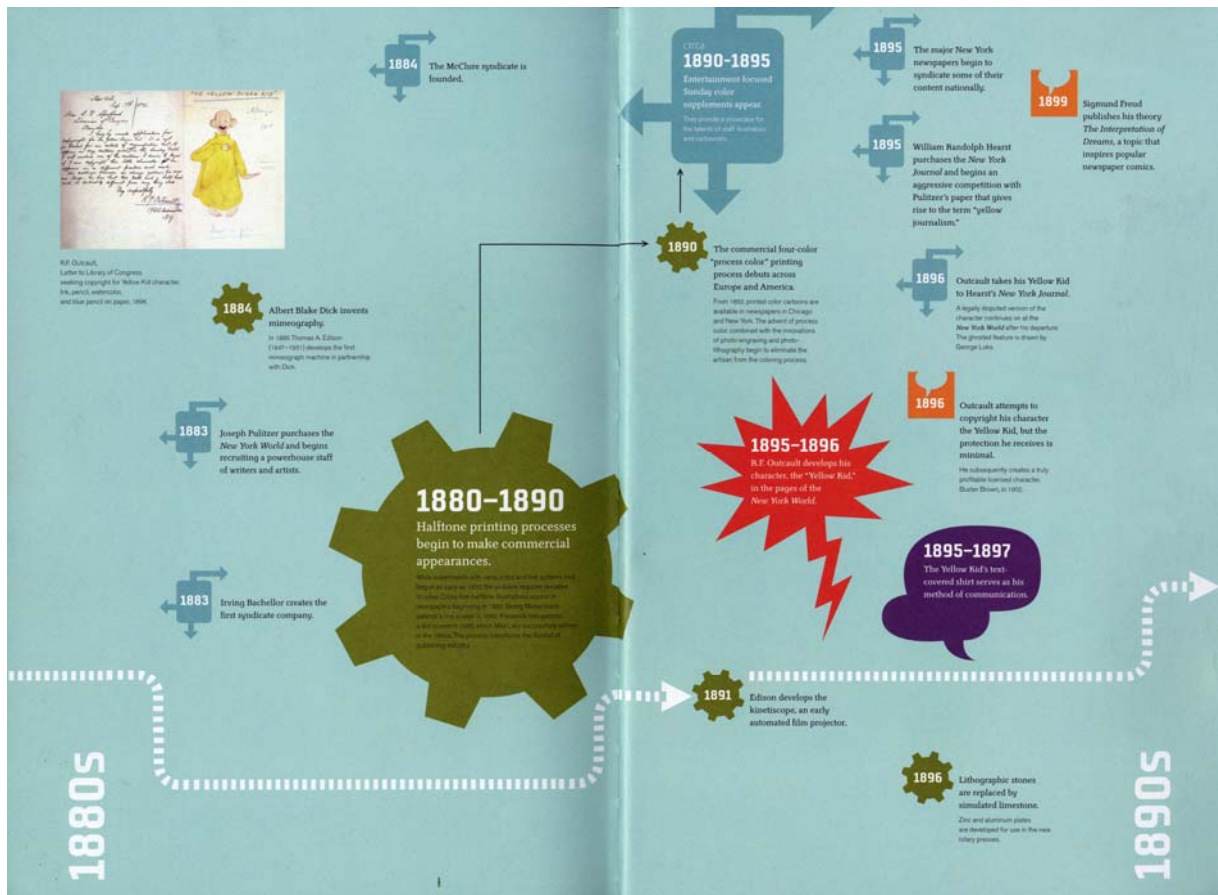 1884
The McClure syndicate is
founded.
THE YELLOW DUGAN KID
R.F. Outcault,
Letter to Library of Congress
seeking copyright for Yellow Kid character.
Ink, pencil, watercolor,
and blue pencil on paper, 1896.
1884
Albert Blake Dick invents
mimeography.
In 1886 Thomas A. Edison
(1847–1931) develops the first
mimeograph machine in partnership
with Dick.
1883
Joseph Pulitzer purchases the
New York World and begins
recruiting a powerhouse staff
of writers and artists.
1880–1890
Halftone printing processes
begin to make commercial
appearances.
1883
Irving Bachellor creates the
first syndicate company.
1880s
circa
1890-1895
Entertainment-focused
Sunday color
supplements appear.
They provide a showcase for
the talents of staff illustrators
and cartoonists.
1890
The commercial four-color
"process color" printing
process debuts across
Europe and America.
From 1892, printed color cartoons are
available in newspapers in Chicago
and New York. The advent of process
color combined with the innovations
of photo-engraving and photo-
lithography begin to eliminate the
artisan from the coloring process.
1895
The major New York
newspapers begin to
syndicate some of their
content nationally.
1899
Sigmund Freud
publishes his theory
The Interpretation of
Dreams, a topic that
inspires popular
newspaper comics.
1895
William Randolph Hearst
purchases the New York
Journal and begins an
aggressive competition with
Pulitzer's paper that gives
rise to the term "yellow
journalism."
1896
Outcault takes his Yellow Kid
to Hearst's New York Journal.
A legally disputed version of the
character continues on at the
New York World after his departure.
The ghosted feature is drawn by
George Luks.
1896
Outcault attempts to
copyright his character
the Yellow Kid, but the
protection he receives is
minimal.
He subsequently creates a truly
profitable licensed character,
Buster Brown, in 1902.
1895–1896
R.F. Outcault develops his
character, the "Yellow Kid,"
in the pages of the
New York World.
1895–1897
The Yellow Kid's text-
covered shirt serves as his
method of communication.
1891
Edison develops the
kinetiscope, an early
automated film projector.
1896
Lithographic stones
are replaced by
simulated limestone.
Zinc and aluminum plates
are developed for use in the new
rotary presses.
1890s